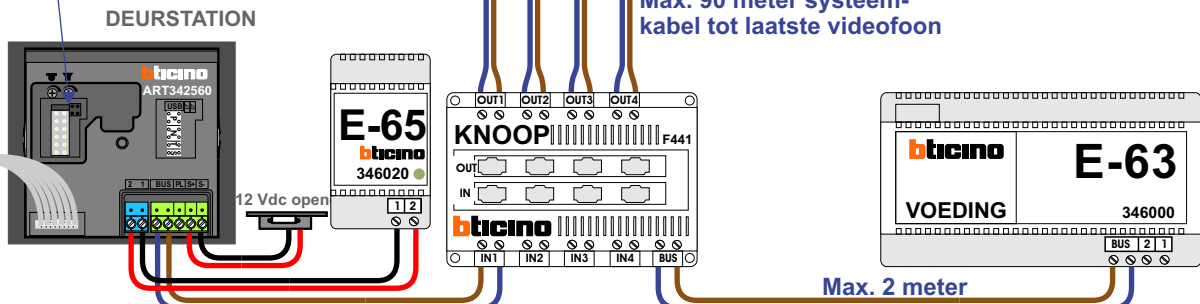 Max. 90 meter systeem-
kabel tot laatste videofoon
DEURSTATION
bticino
ART342560
USB
2 1 BUS PL S+ S-
12 Vdc open
E-65
bticino
346020
1 2
OUT1 OUT2 OUT3 OUT4
KNOOP
F441
OUT
IN
bticino
IN1 IN2 IN3 IN4 BUS
bticino
E-63
VOEDING
346000
BUS 2 1
Max. 2 meter